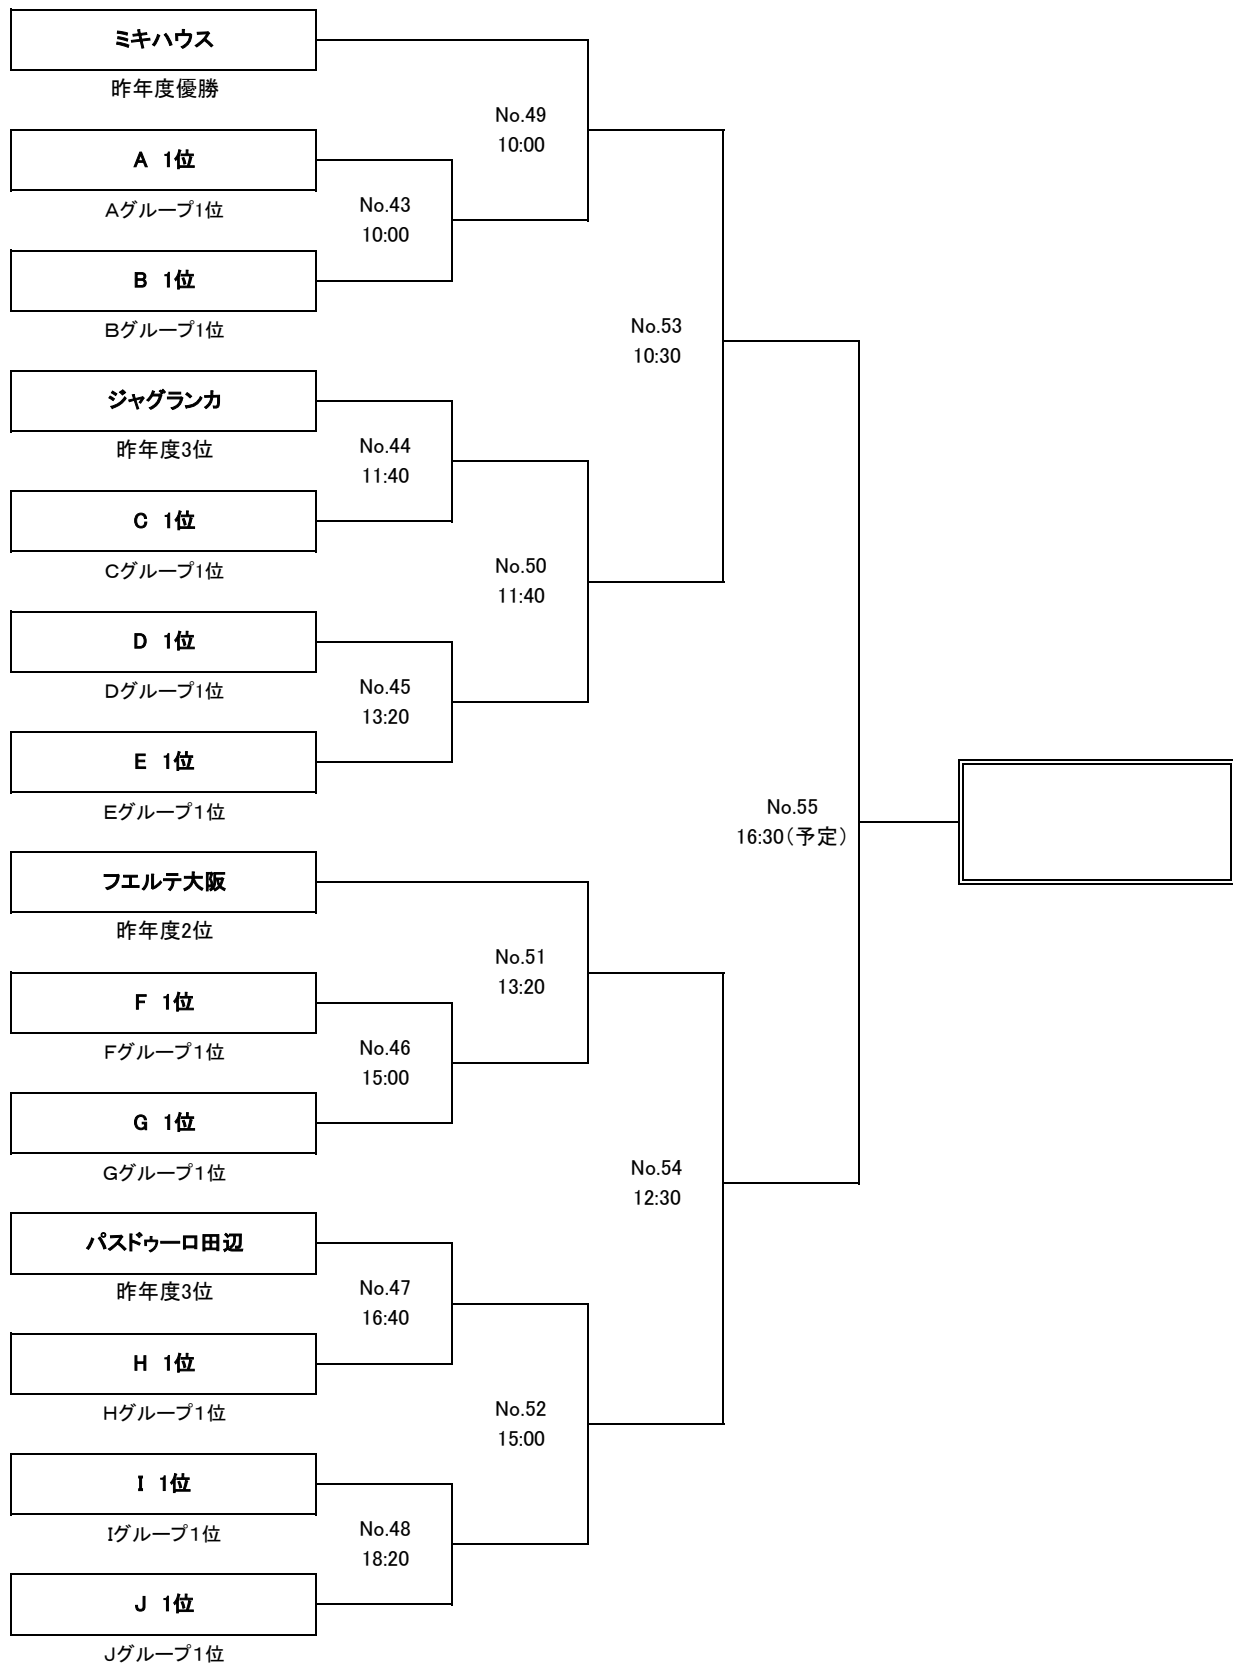 ミキハウス
昨年度優勝
No.49
10:00
A 1位
Aグループ1位
No.43
10:00
B 1位
Bグループ1位
No.53
10:30
ジャグランカ
昨年度3位
No.44
11:40
C 1位
Cグループ1位
No.50
11:40
D 1位
Dグループ1位
No.45
13:20
E 1位
Eグループ1位
No.55
16:30(予定)
フエルテ大阪
昨年度2位
No.51
13:20
F 1位
Fグループ1位
No.46
15:00
G 1位
Gグループ1位
No.54
12:30
パスドゥーロ田辺
昨年度3位
No.47
16:40
H 1位
Hグループ1位
No.52
15:00
I 1位
Iグループ1位
No.48
18:20
J 1位
Jグループ1位